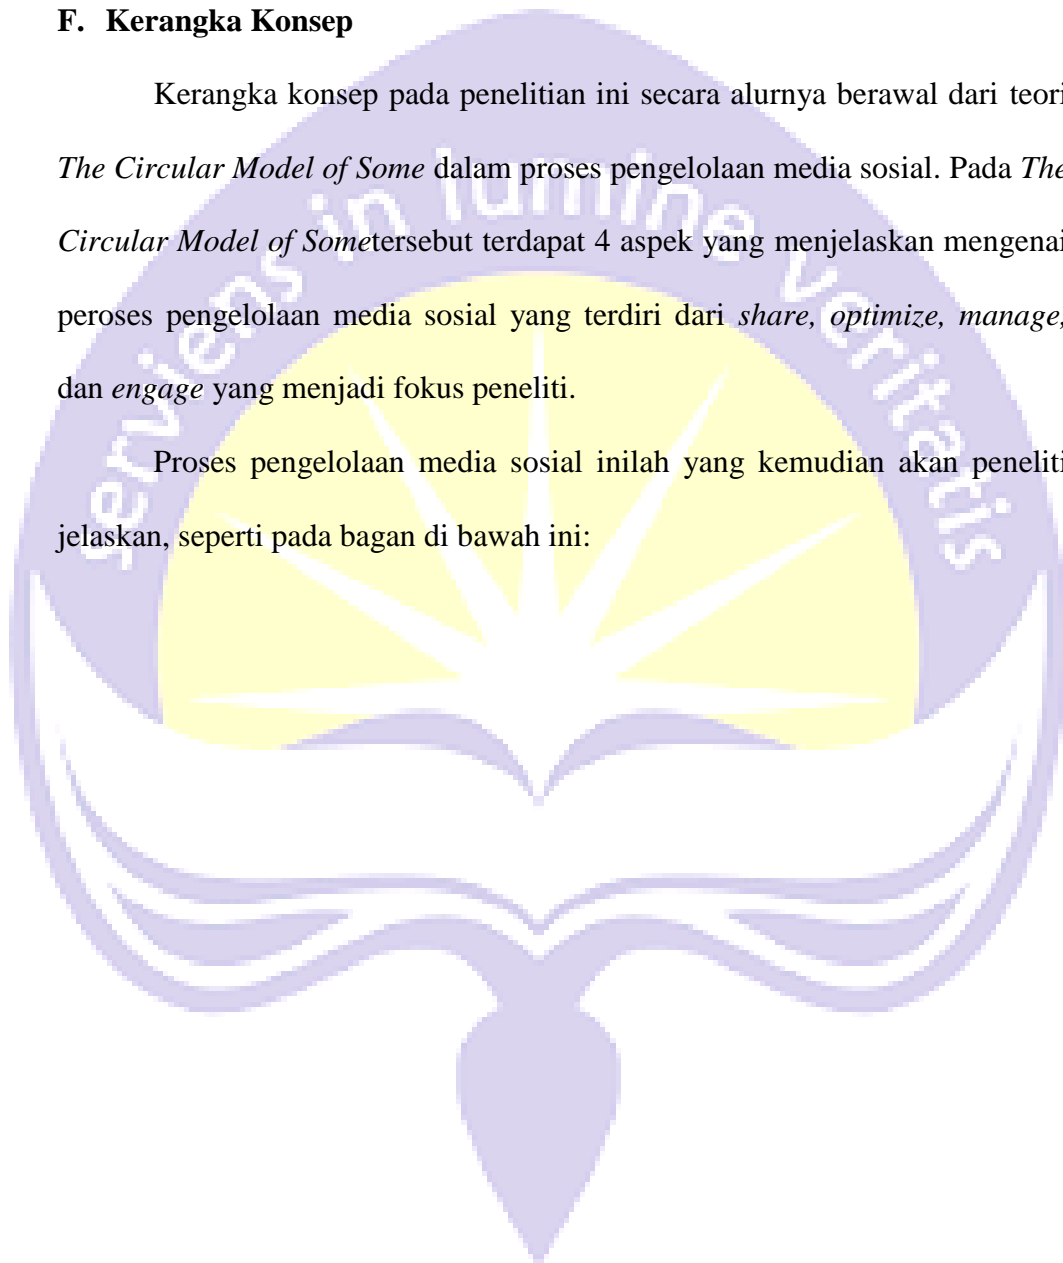 F. Kerangka Konsep
Kerangka konsep pada penelitian ini secara alurnya berawal dari teori
The Circular Model of Some dalam proses pengelolaan media sosial. Pada The
Circular Model of Sometersebut terdapat 4 aspek yang menjelaskan mengenai
peroses pengelolaan media sosial yang terdiri dari share, optimize, manage,
dan engage yang menjadi fokus peneliti.
Proses pengelolaan media sosial inilah yang kemudian akan peneliti
jelaskan, seperti pada bagan di bawah ini:
serviens in lumine veritatis